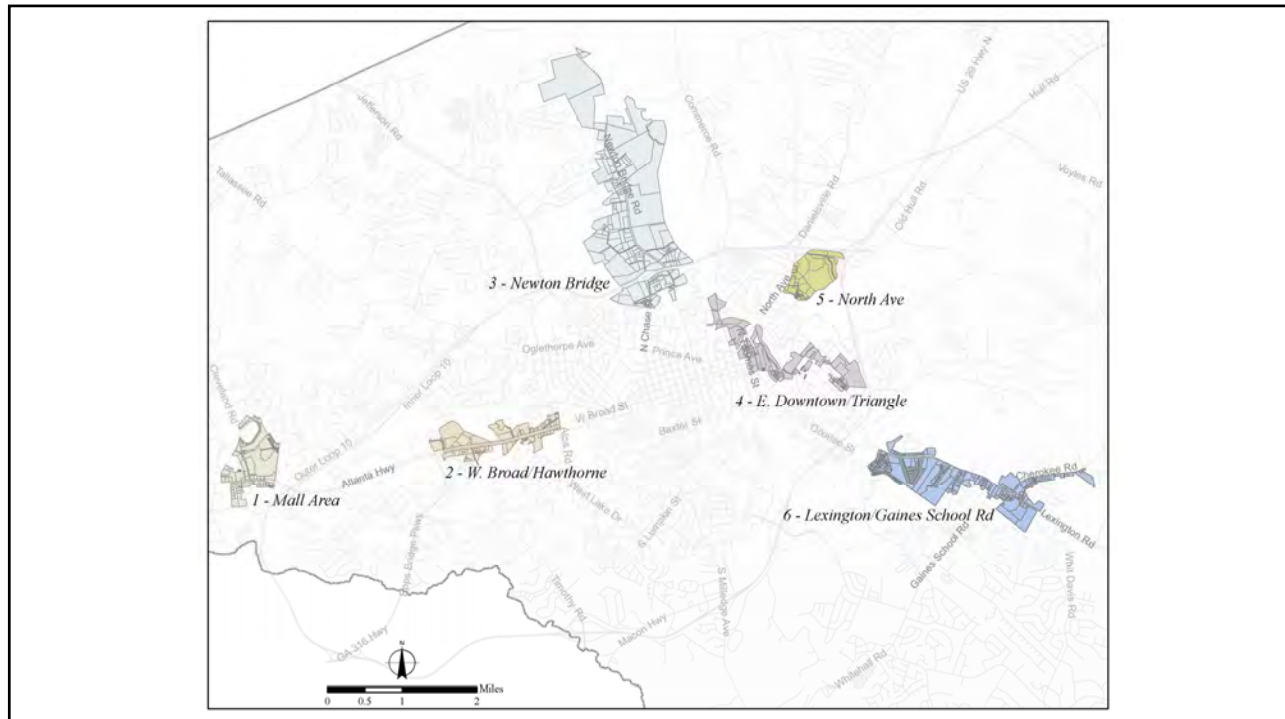 Jefferson Rd
Commerce Rd
US 29 Hwy N
Hull Rd
Tallassee Rd
Newton Bridge Rd
Voyles Rd
Danielsville Rd
Old Hull Rd
3 - Newton Bridge
North Ave
5 - North Ave
N Chase
Oglethorpe Ave
Prince Ave
4 - E. Downtown/Triangle
Cleveland Rd
Inner Loop 10
W Broad St
Baxter St
Oconee St
Outer Loop 10
Atlanta Hwy
2 - W. Broad/Hawthorne
1 - Mall Area
West Lake Dr
S Lumpkin St
Cherokee Rd
6 - Lexington/Gaines School Rd
Lexington Rd
Gaines School Rd
Epps Bridge Pkwy
Timothy Rd
S Milledge Ave
Whit Davis Rd
Macon Hwy
GA 316 Hwy
Whitehall Rd
N
Miles
0 0.5 1 2